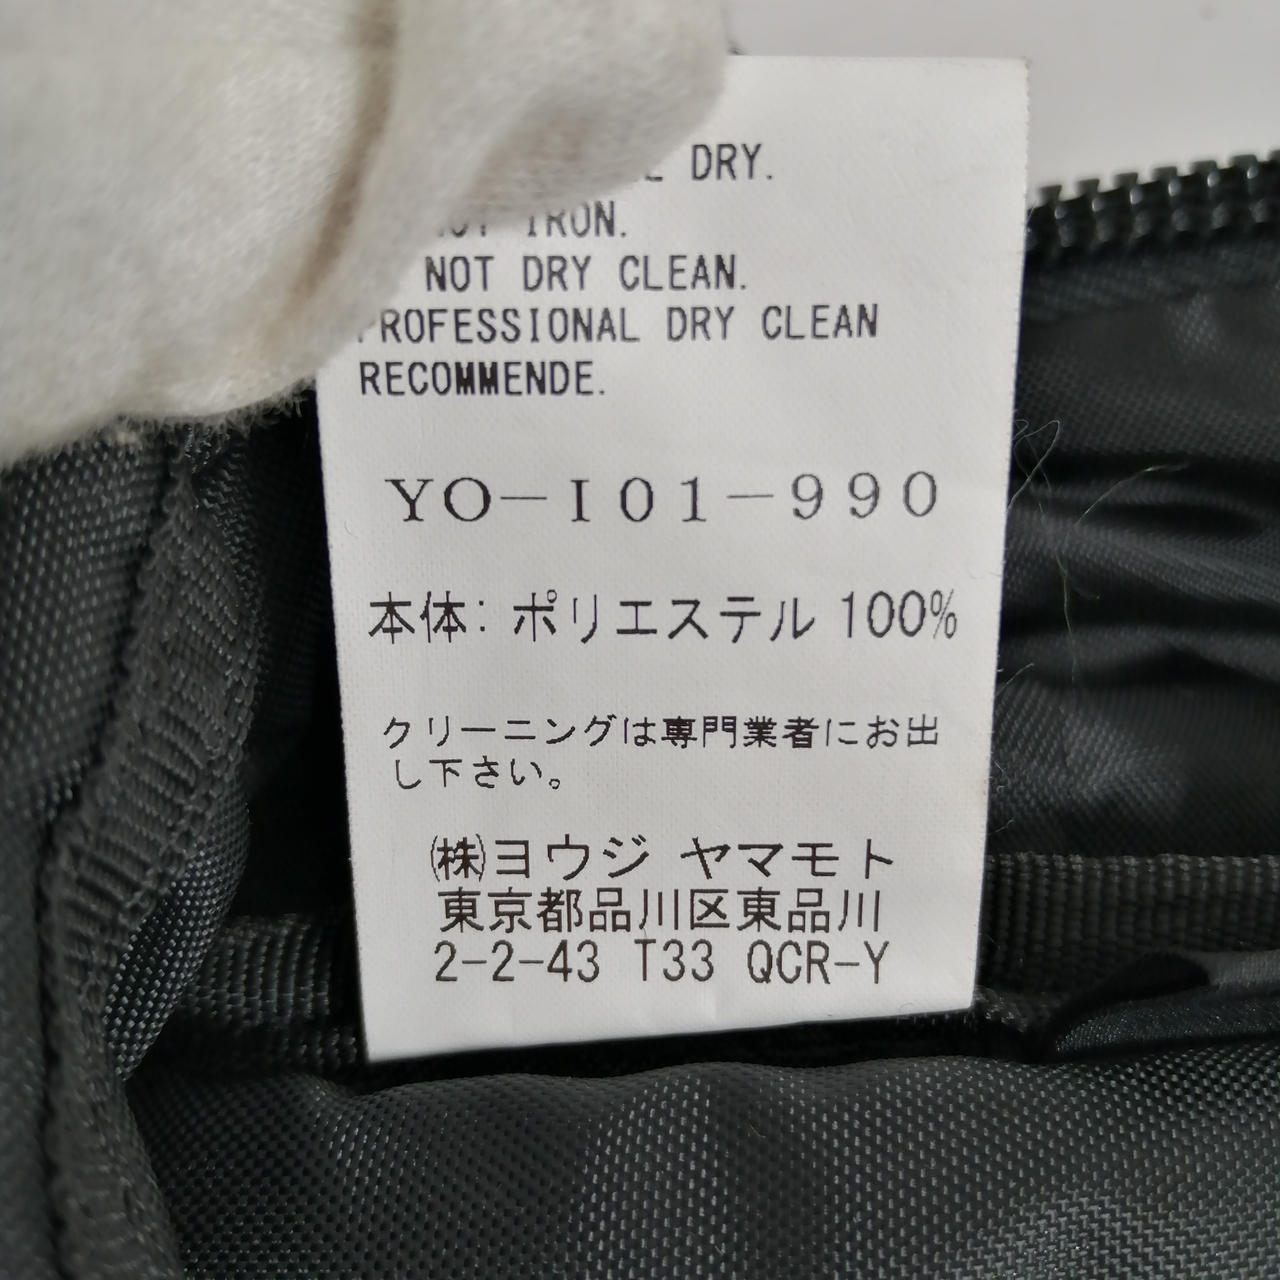 DRY.
IRON.
NOT DRY CLEAN.
PROFESSIONAL DRY CLEAN
RECOMMENDE.
YO-I01-990
本体: ポリエステル 100%
クリーニングは専門業者にお出
し下さい。
㈱ヨウジ ヤマモト
東京都品川区東品川
2-2-43 T33 QCR-Y